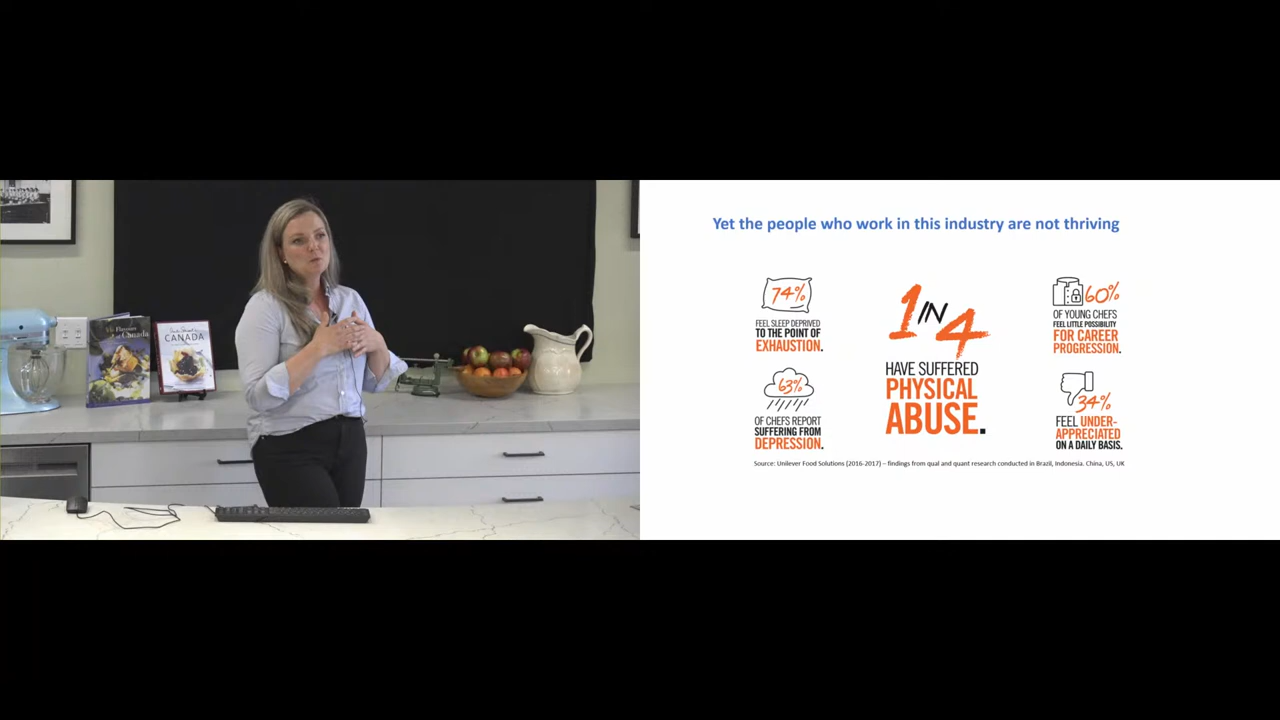 Flavours
of Canada
CANADA
Yet the people who work in this industry are not thriving
74%
FEEL SLEEP DEPRIVED
TO THE POINT OF
EXHAUSTION.
63%
OF CHEFS REPORT
SUFFERING FROM
DEPRESSION.
1 IN 4
HAVE SUFFERED
PHYSICAL
ABUSE.
60%
OF YOUNG CHEFS
FEEL LITTLE POSSIBILITY
FOR CAREER
PROGRESSION.
34%
FEEL UNDER-
APPRECIATED
ON A DAILY BASIS.
Source: Unilever Food Solutions (2016-2017) – findings from qual and quant research conducted in Brazil, Indonesia. China, US, UK